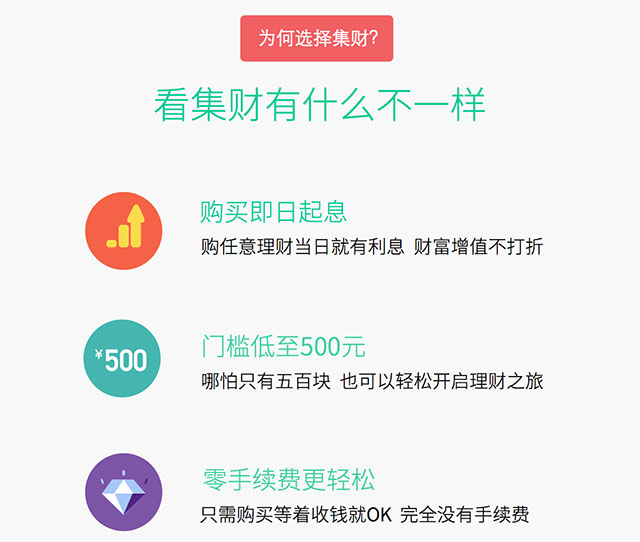 为何选择集财?
看集财有什么不一样
购买即日起息
购任意理财当日就有利息 财富增值不打折
¥500
门槛低至500元
哪怕只有五百块 也可以轻松开启理财之旅
零手续费更轻松
只需购买等着收钱就OK 完全没有手续费